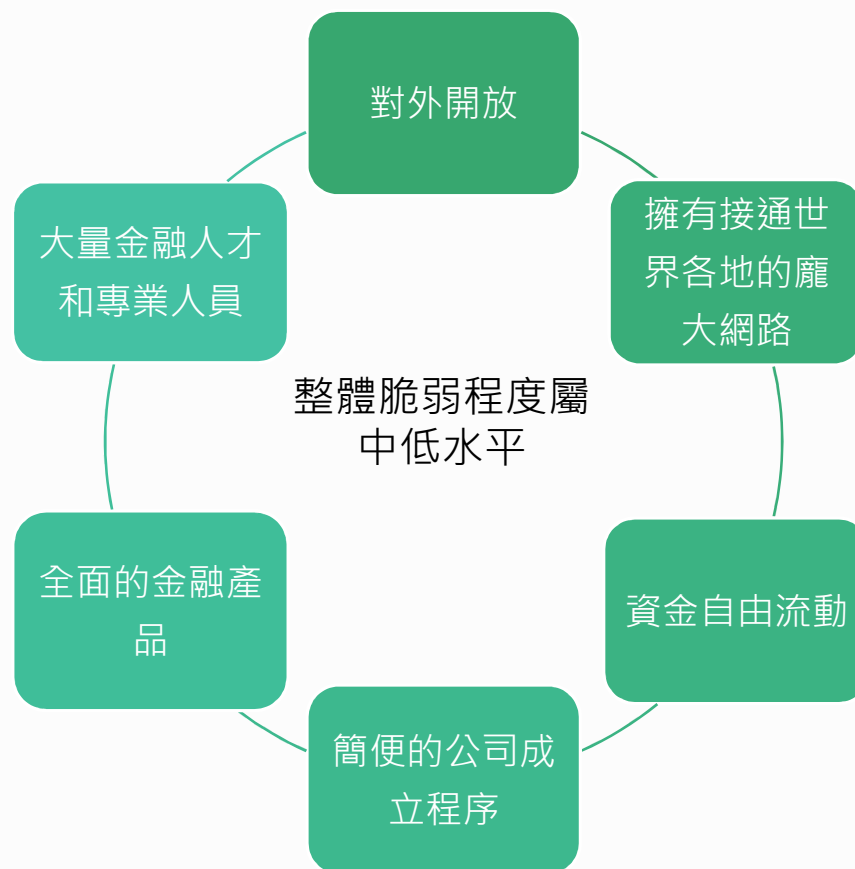 對外開放
擁有接通世
界各地的龐
大網路
資金自由流動
簡便的公司成
立程序
全面的金融產
品
大量金融人才
和專業人員
整體脆弱程度屬
中低水平